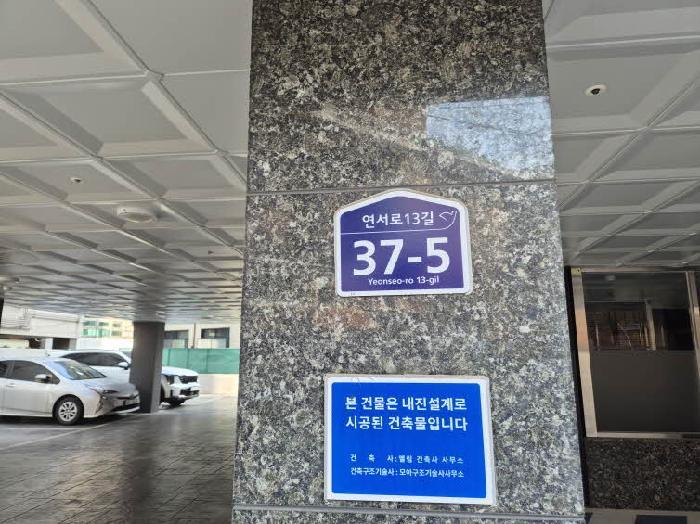 연서로13길
37-5
Yeonseo-ro 13-gil
본 건물은 내진설계로
시공된 건축물입니다
건 축 사: 엘림 건축사 사무소
건축구조기술사: 모아구조기술사사무소